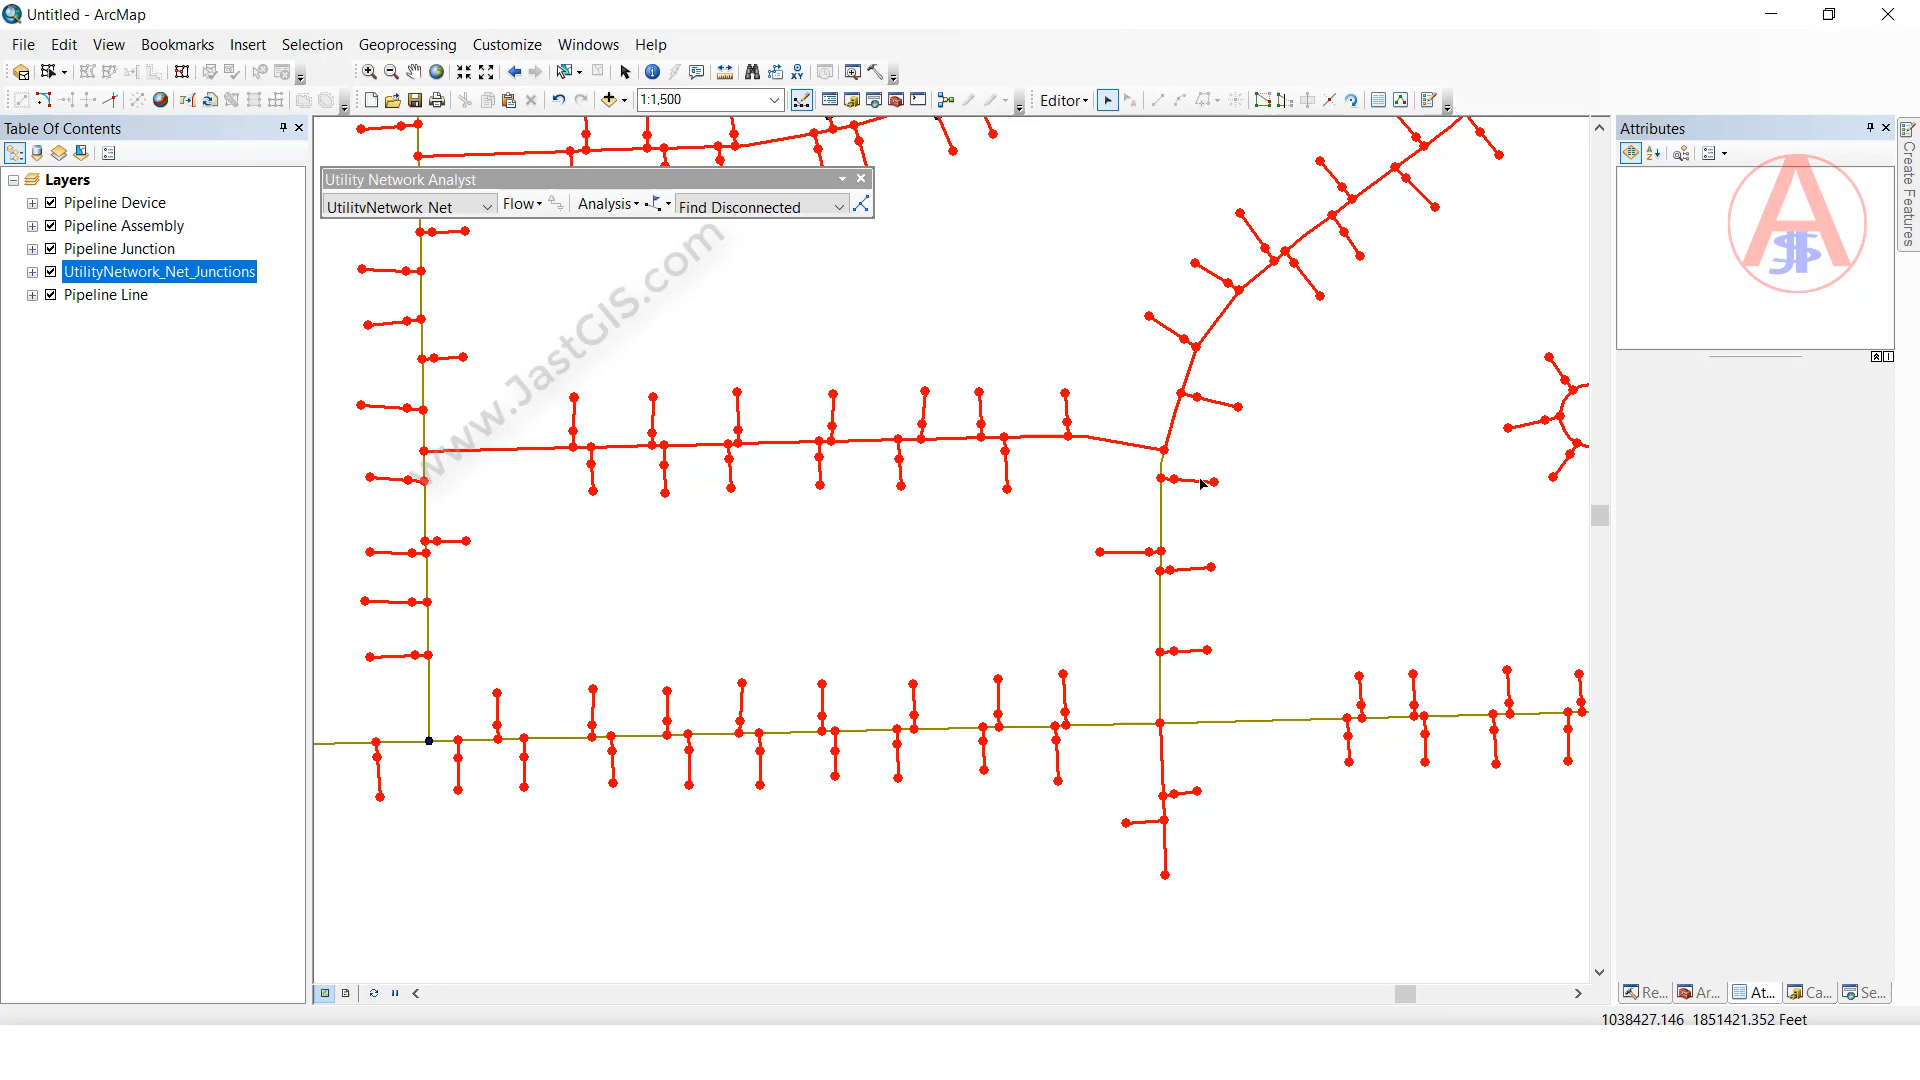 Untitled - ArcMap
File Edit View Bookmarks Insert Selection Geoprocessing Customize Windows Help
1:1,500
Editor
Table Of Contents
Layers
Pipeline Device
Pipeline Assembly
Pipeline Junction
UtilityNetwork_Net_Junctions
Pipeline Line
Utility Network Analyst
UtilityNetwork_Net Flow Analysis Find Disconnected
www.JastGIS.com
Attributes
Create Features
Re... Ar... At... Ca... Se...
1038427.146 1851421.352 Feet